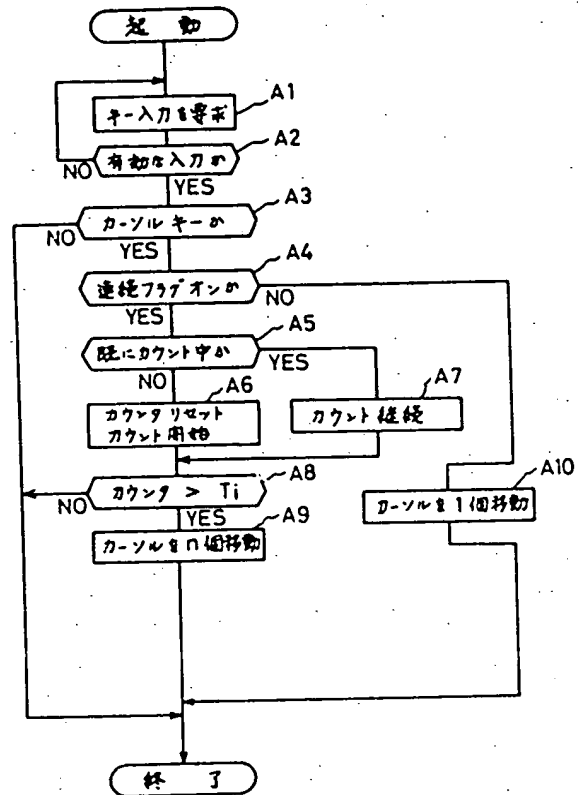 起動
A1
キー入力を要求
A2
有効な入力か
NO
YES
A3
カーソルキーか
NO
YES
A4
連続フラグオンか
NO
YES
A5
既にカウント中か
YES
NO
A6
カウンタリセット
カウント開始
A7
カウント継続
A8
カウンタ > Ti
NO
YES
A9
カーソルをn個移動
A10
カーソルを1個移動
終了